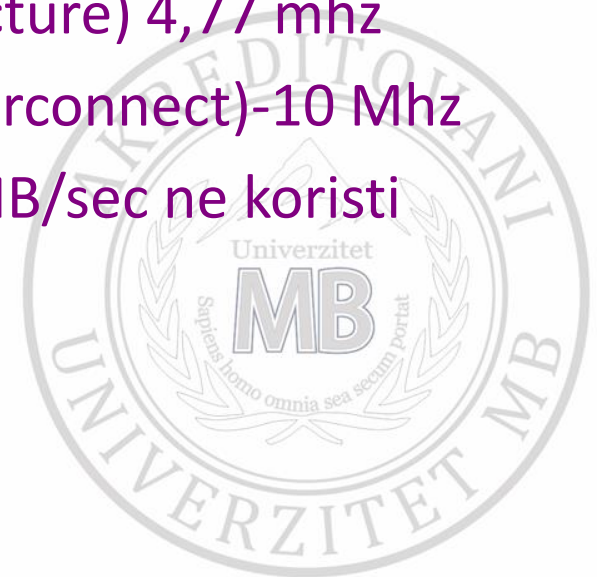 cture) 4,77 mhz
rconnect)-10 Mhz
MB/sec ne koristi
AKREDITOVANI
Univerzitet
MB
Sapiens homo omnia sea secum portat
UNIVERZITET MB